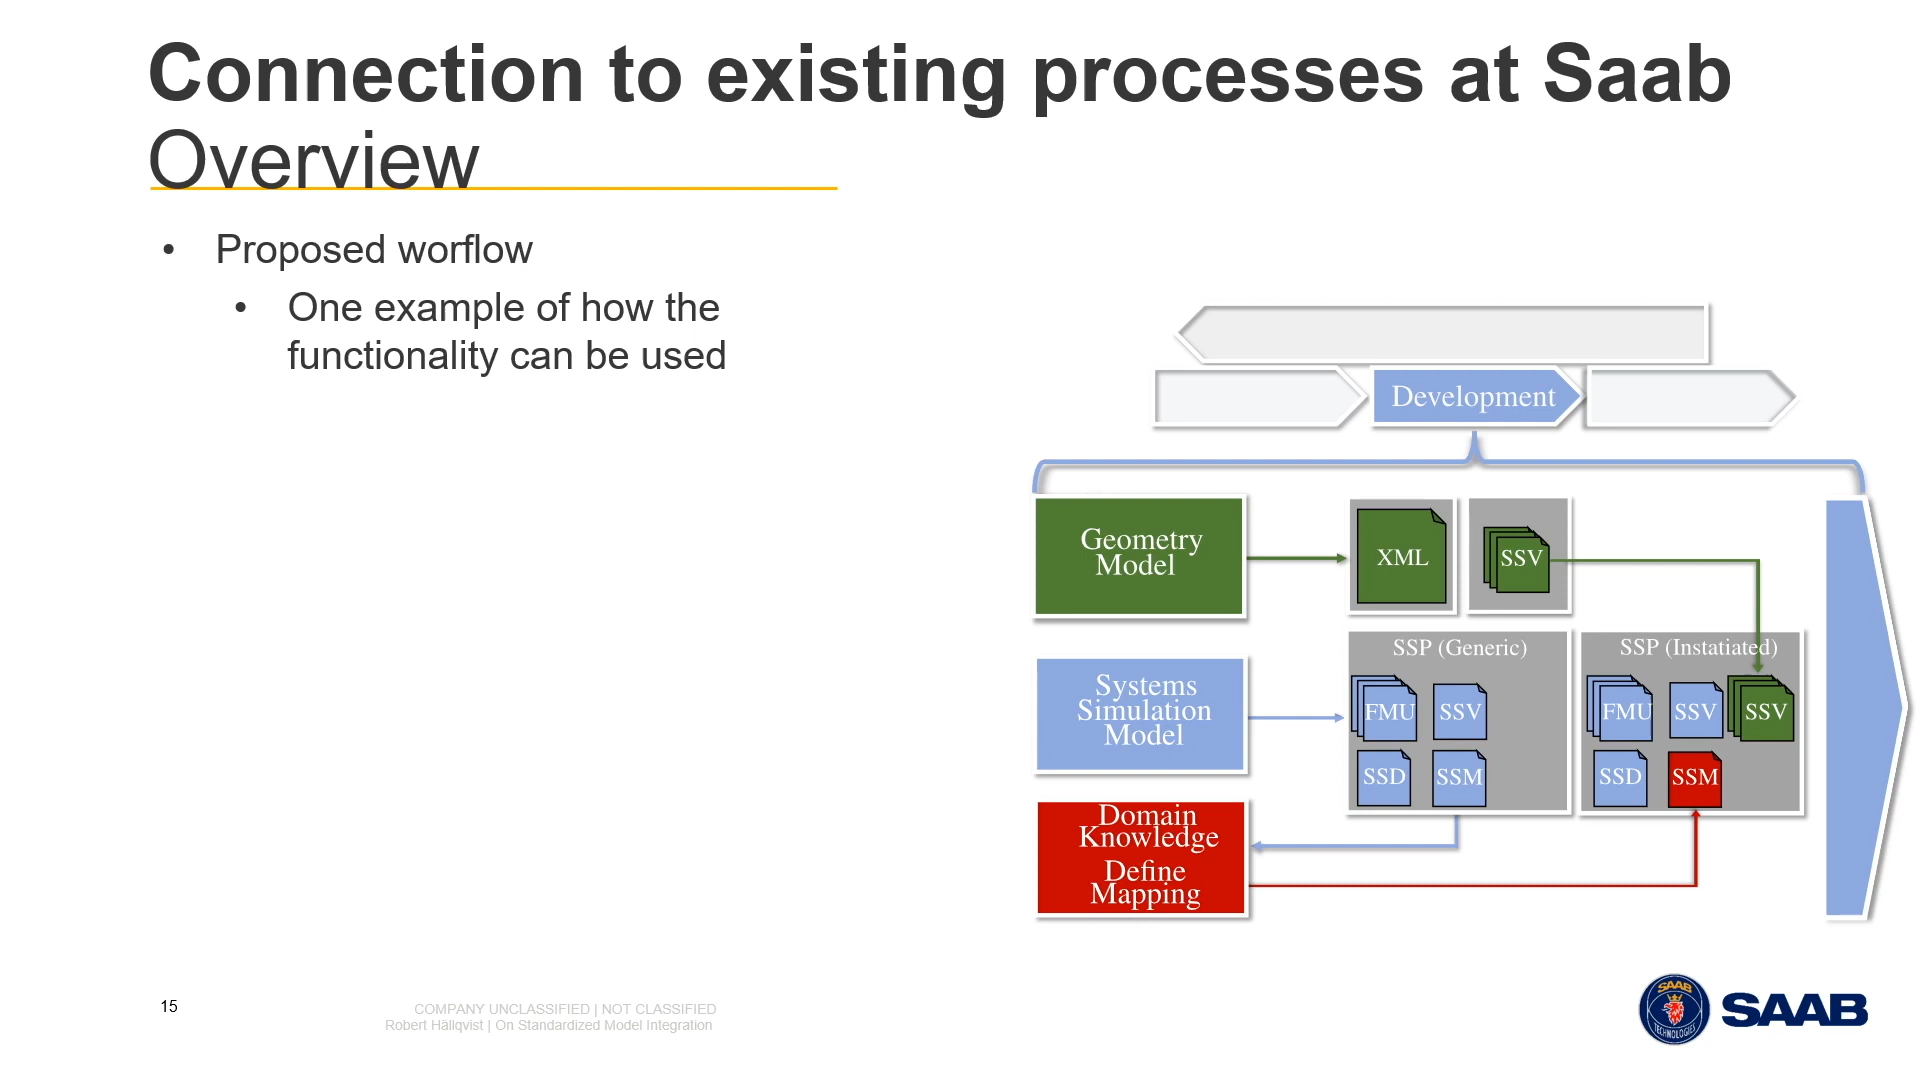 Connection to existing processes at Saab
Overview
• Proposed worflow
• One example of how the
functionality can be used
Development
Geometry
Model
XML
SSV
SSP (Generic)
SSP (Instatiated)
Systems
Simulation
Model
FMU
SSV
FMU
SSV
SSV
SSD
SSM
SSD
SSM
Domain
Knowledge
Define
Mapping
15
COMPANY UNCLASSIFIED | NOT CLASSIFIED
Robert Hällqvist | On Standardized Model Integration
SAAB
TECHNOLOGIES
SAAB